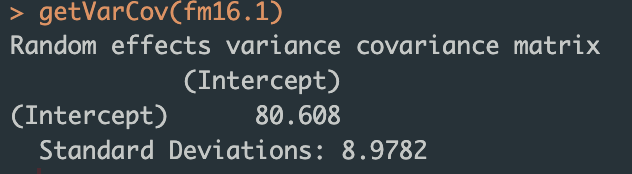 > getVarCov(fm16.1)
Random effects variance covariance matrix
            (Intercept)
(Intercept)      80.608
  Standard Deviations: 8.9782